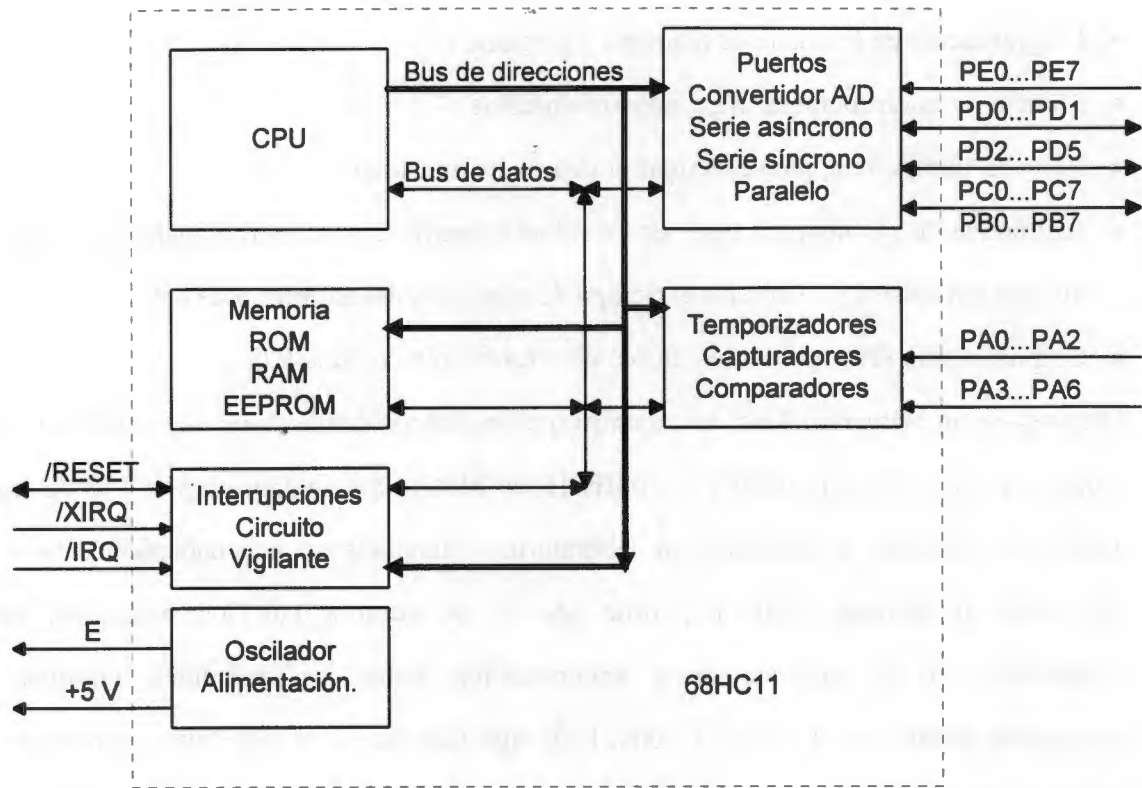 CPU
Bus de direcciones
Bus de datos
Puertos
Convertidor A/D
Serie asíncrono
Serie síncrono
Paralelo
PE0...PE7
PD0...PD1
PD2...PD5
PC0...PC7
PB0...PB7
Memoria
ROM
RAM
EEPROM
Temporizadores
Capturadores
Comparadores
PA0...PA2
PA3...PA6
/RESET
/XIRQ
/IRQ
Interrupciones
Circuito
Vigilante
E
+5 V
Oscilador
Alimentación.
68HC11